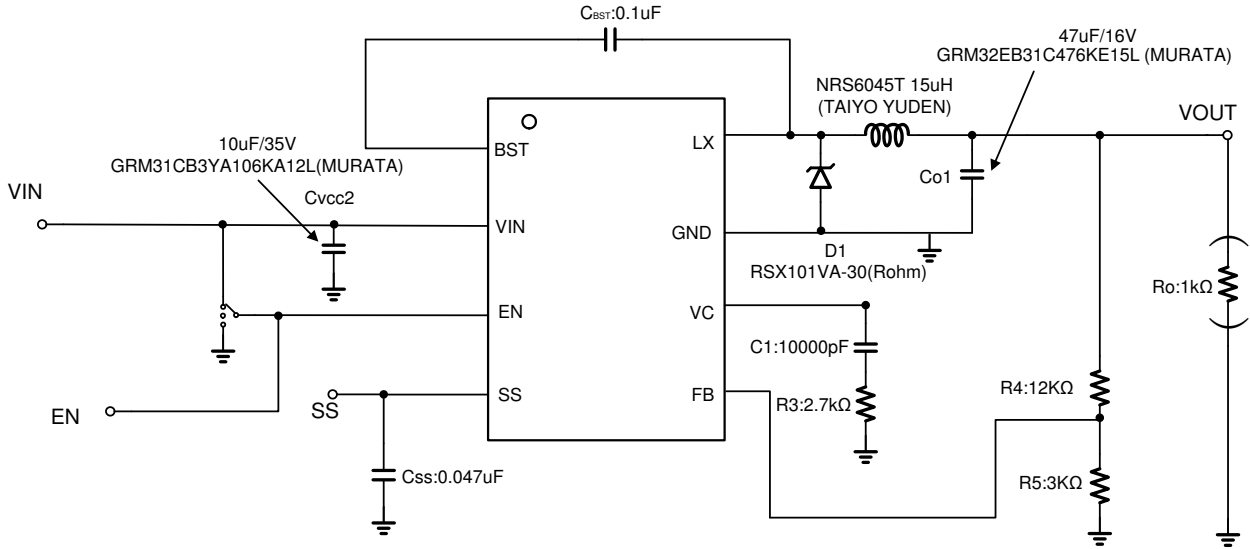 CBST:0.1uF
47uF/16V
GRM32EB31C476KE15L (MURATA)
NRS6045T 15uH
(TAIYO YUDEN)
VOUT
10uF/35V
GRM31CB3YA106KA12L(MURATA)
BST
LX
Co1
VIN
Cvcc2
VIN
GND
D1
RSX101VA-30(Rohm)
Ro:1kΩ
EN
VC
C1:10000pF
SS
FB
R4:12KΩ
R3:2.7kΩ
EN
SS
Css:0.047uF
R5:3KΩ